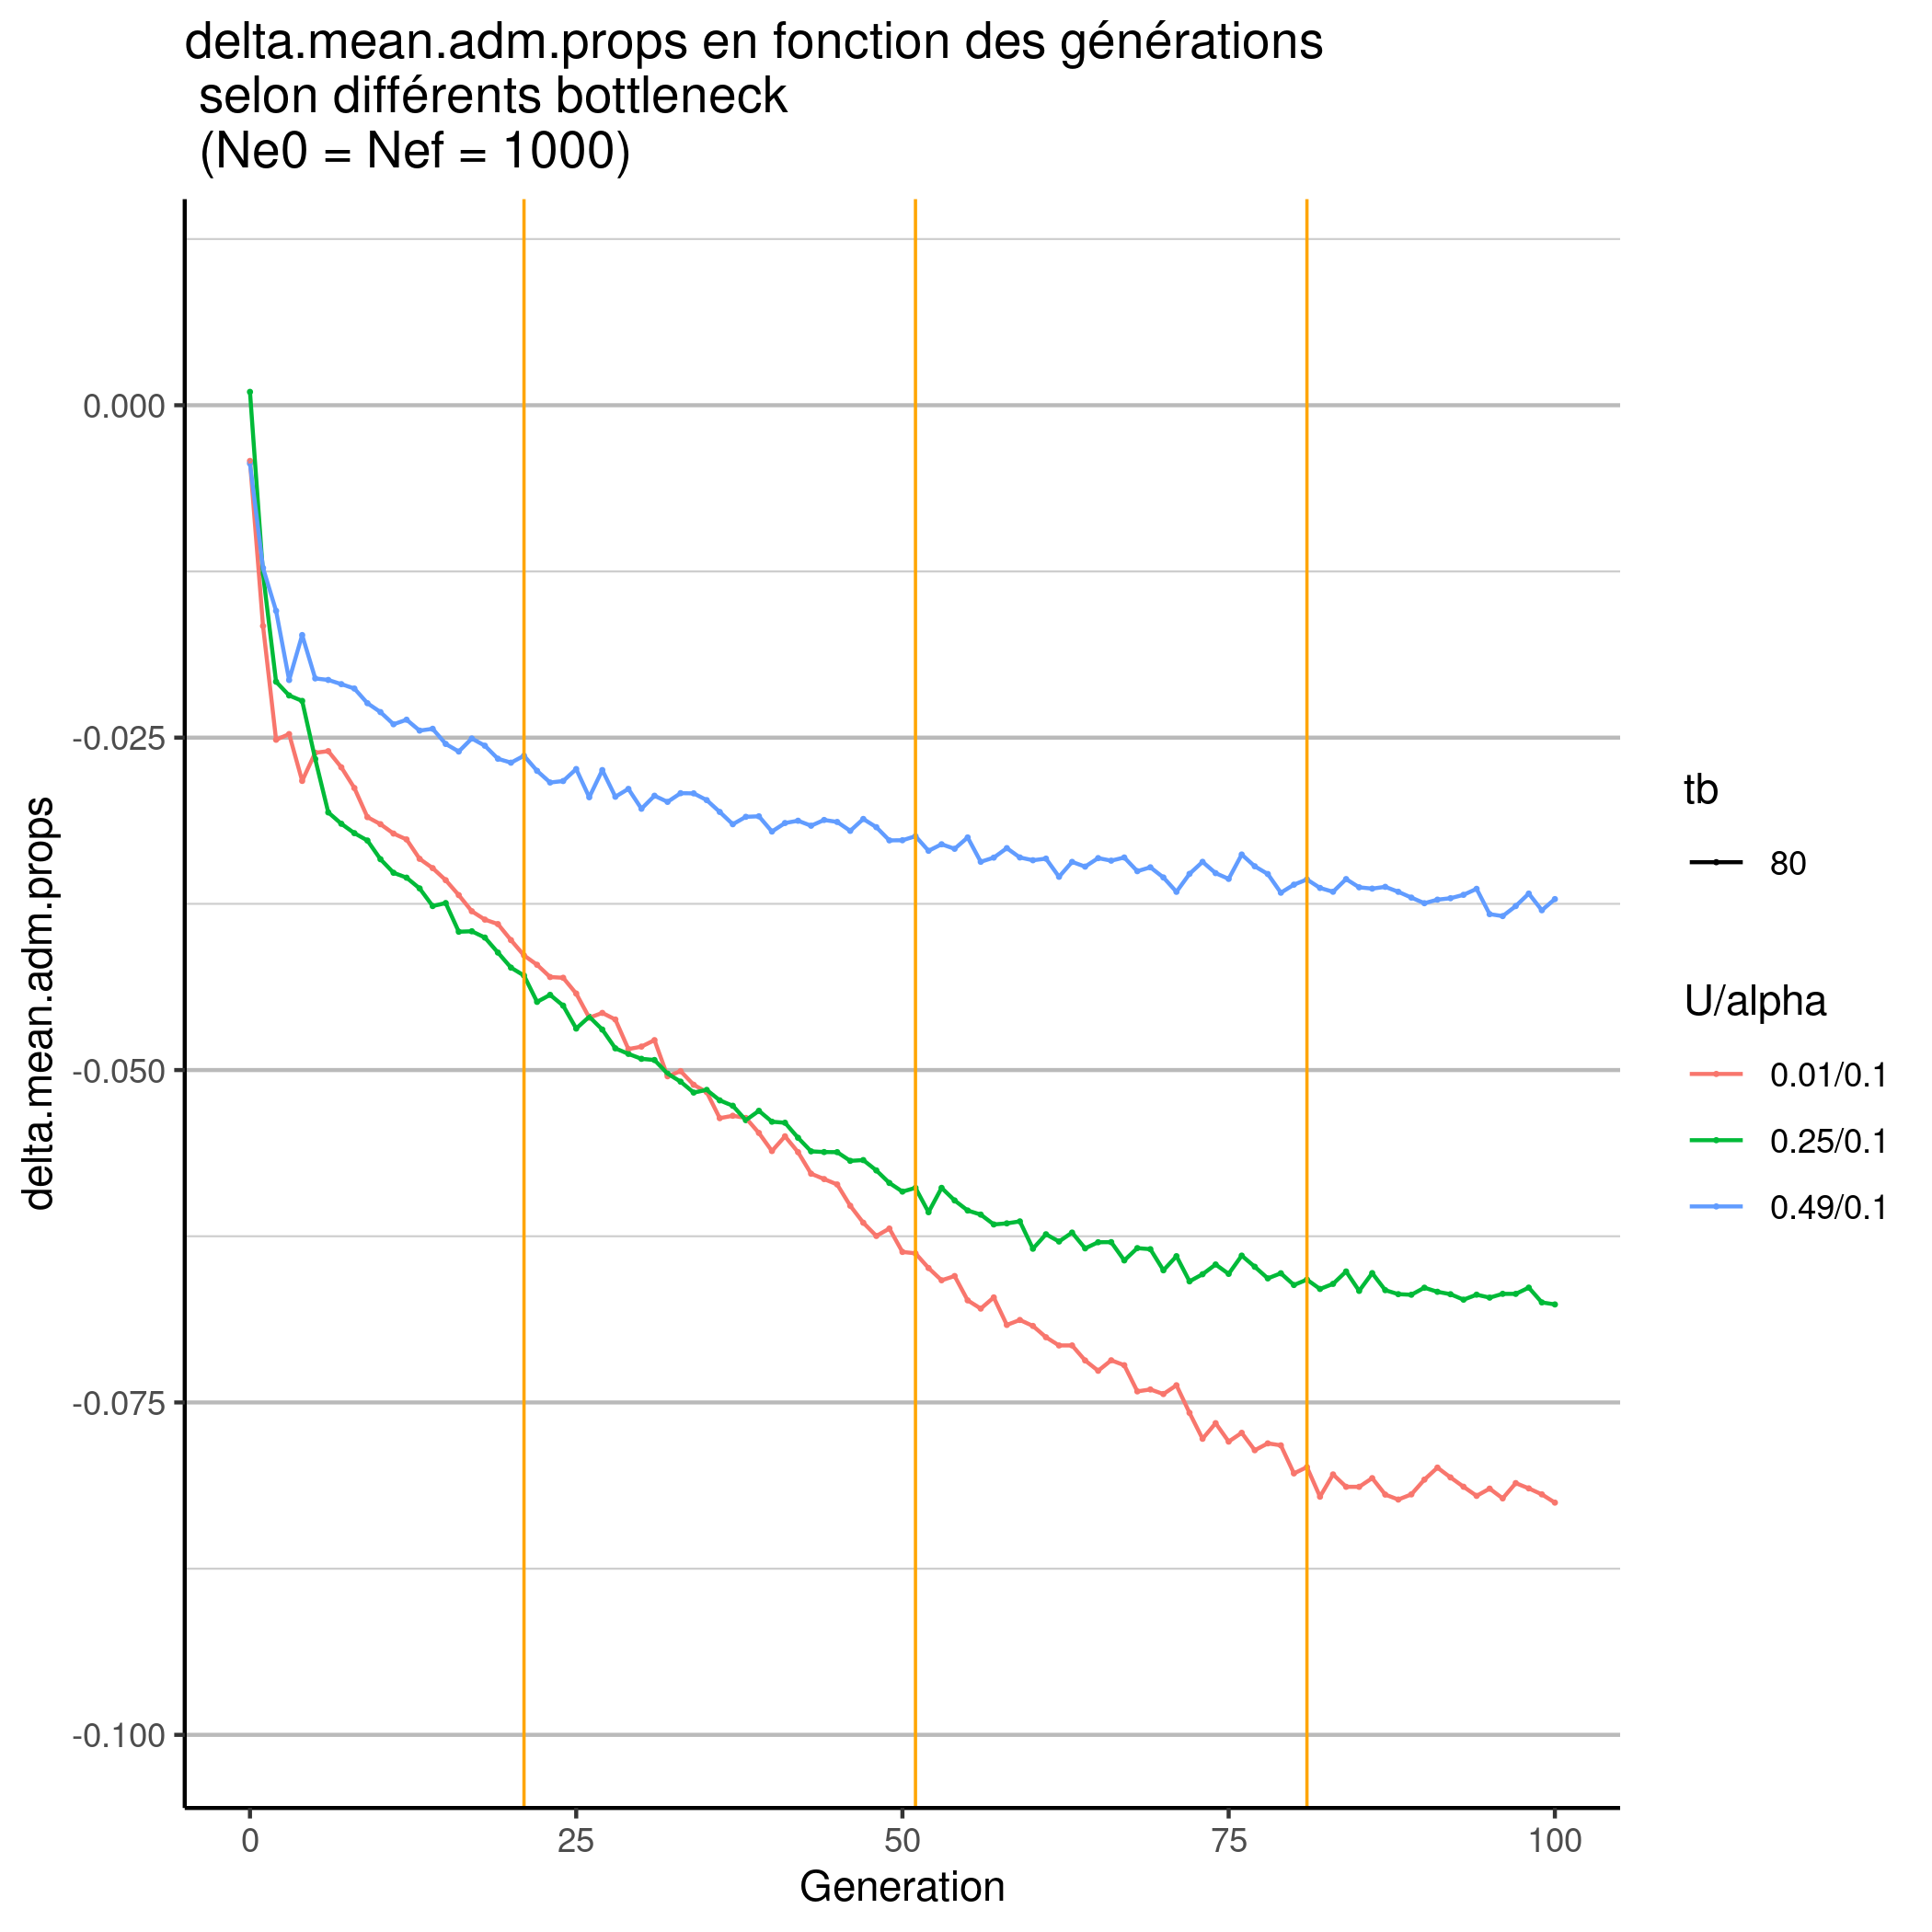 delta.mean.adm.props en fonction des générations
selon différents bottleneck
(Ne0 = Nef = 1000)
0.000
-0.025
-0.050
-0.075
-0.100
delta.mean.adm.props
0
25
50
75
100
Generation
tb
80
U/alpha
0.01/0.1
0.25/0.1
0.49/0.1